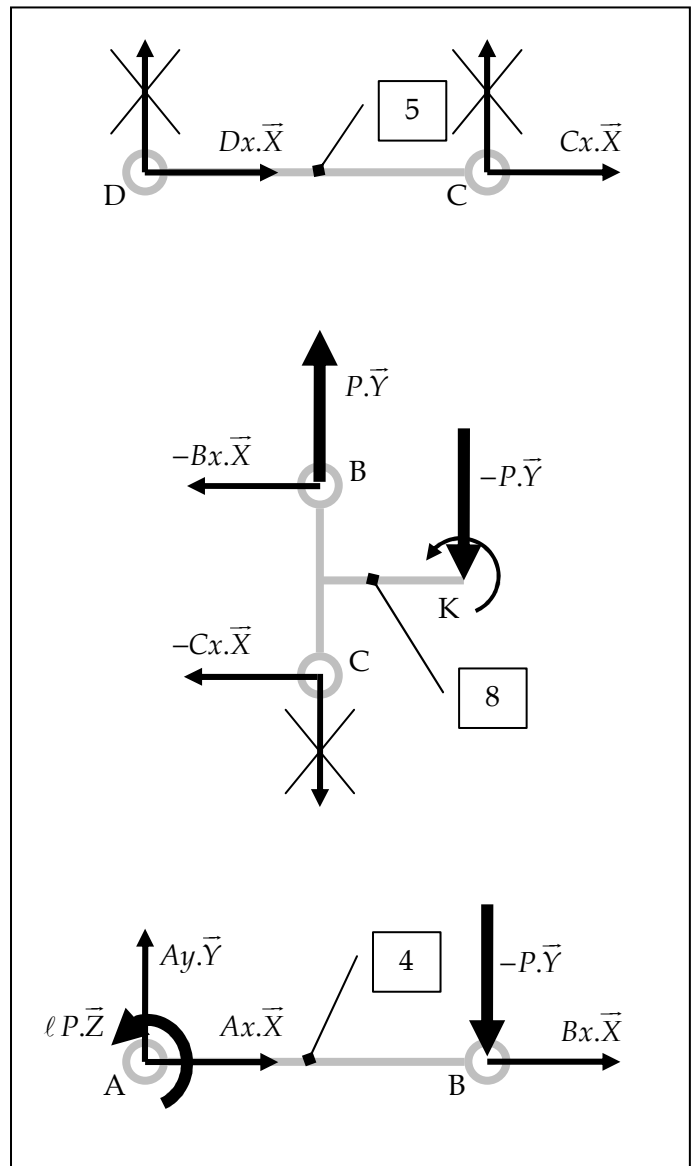 5
Dx.X⃗
Cx.X⃗
D
C
P.Y⃗
−Bx.X⃗
B
−P.Y⃗
K
−Cx.X⃗
C
8
Ay.Y⃗
4
−P.Y⃗
ℓ P.Z⃗
Ax.X⃗
Bx.X⃗
A
B